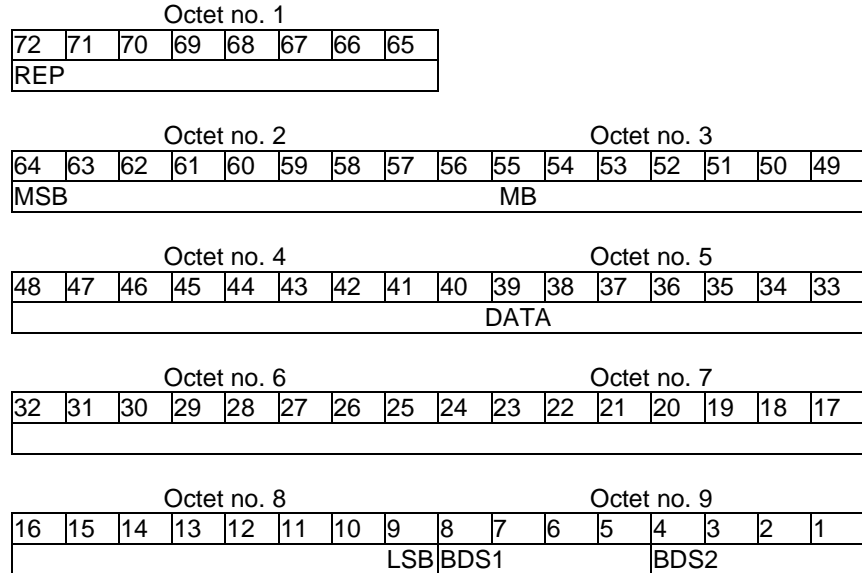 Octet no. 1
72 71 70 69 68 67 66 65
REP
Octet no. 2 Octet no. 3
64 63 62 61 60 59 58 57 56 55 54 53 52 51 50 49
MSB MB
Octet no. 4 Octet no. 5
48 47 46 45 44 43 42 41 40 39 38 37 36 35 34 33
DATA
Octet no. 6 Octet no. 7
32 31 30 29 28 27 26 25 24 23 22 21 20 19 18 17
Octet no. 8 Octet no. 9
16 15 14 13 12 11 10 9 8 7 6 5 4 3 2 1
LSB BDS1 BDS2